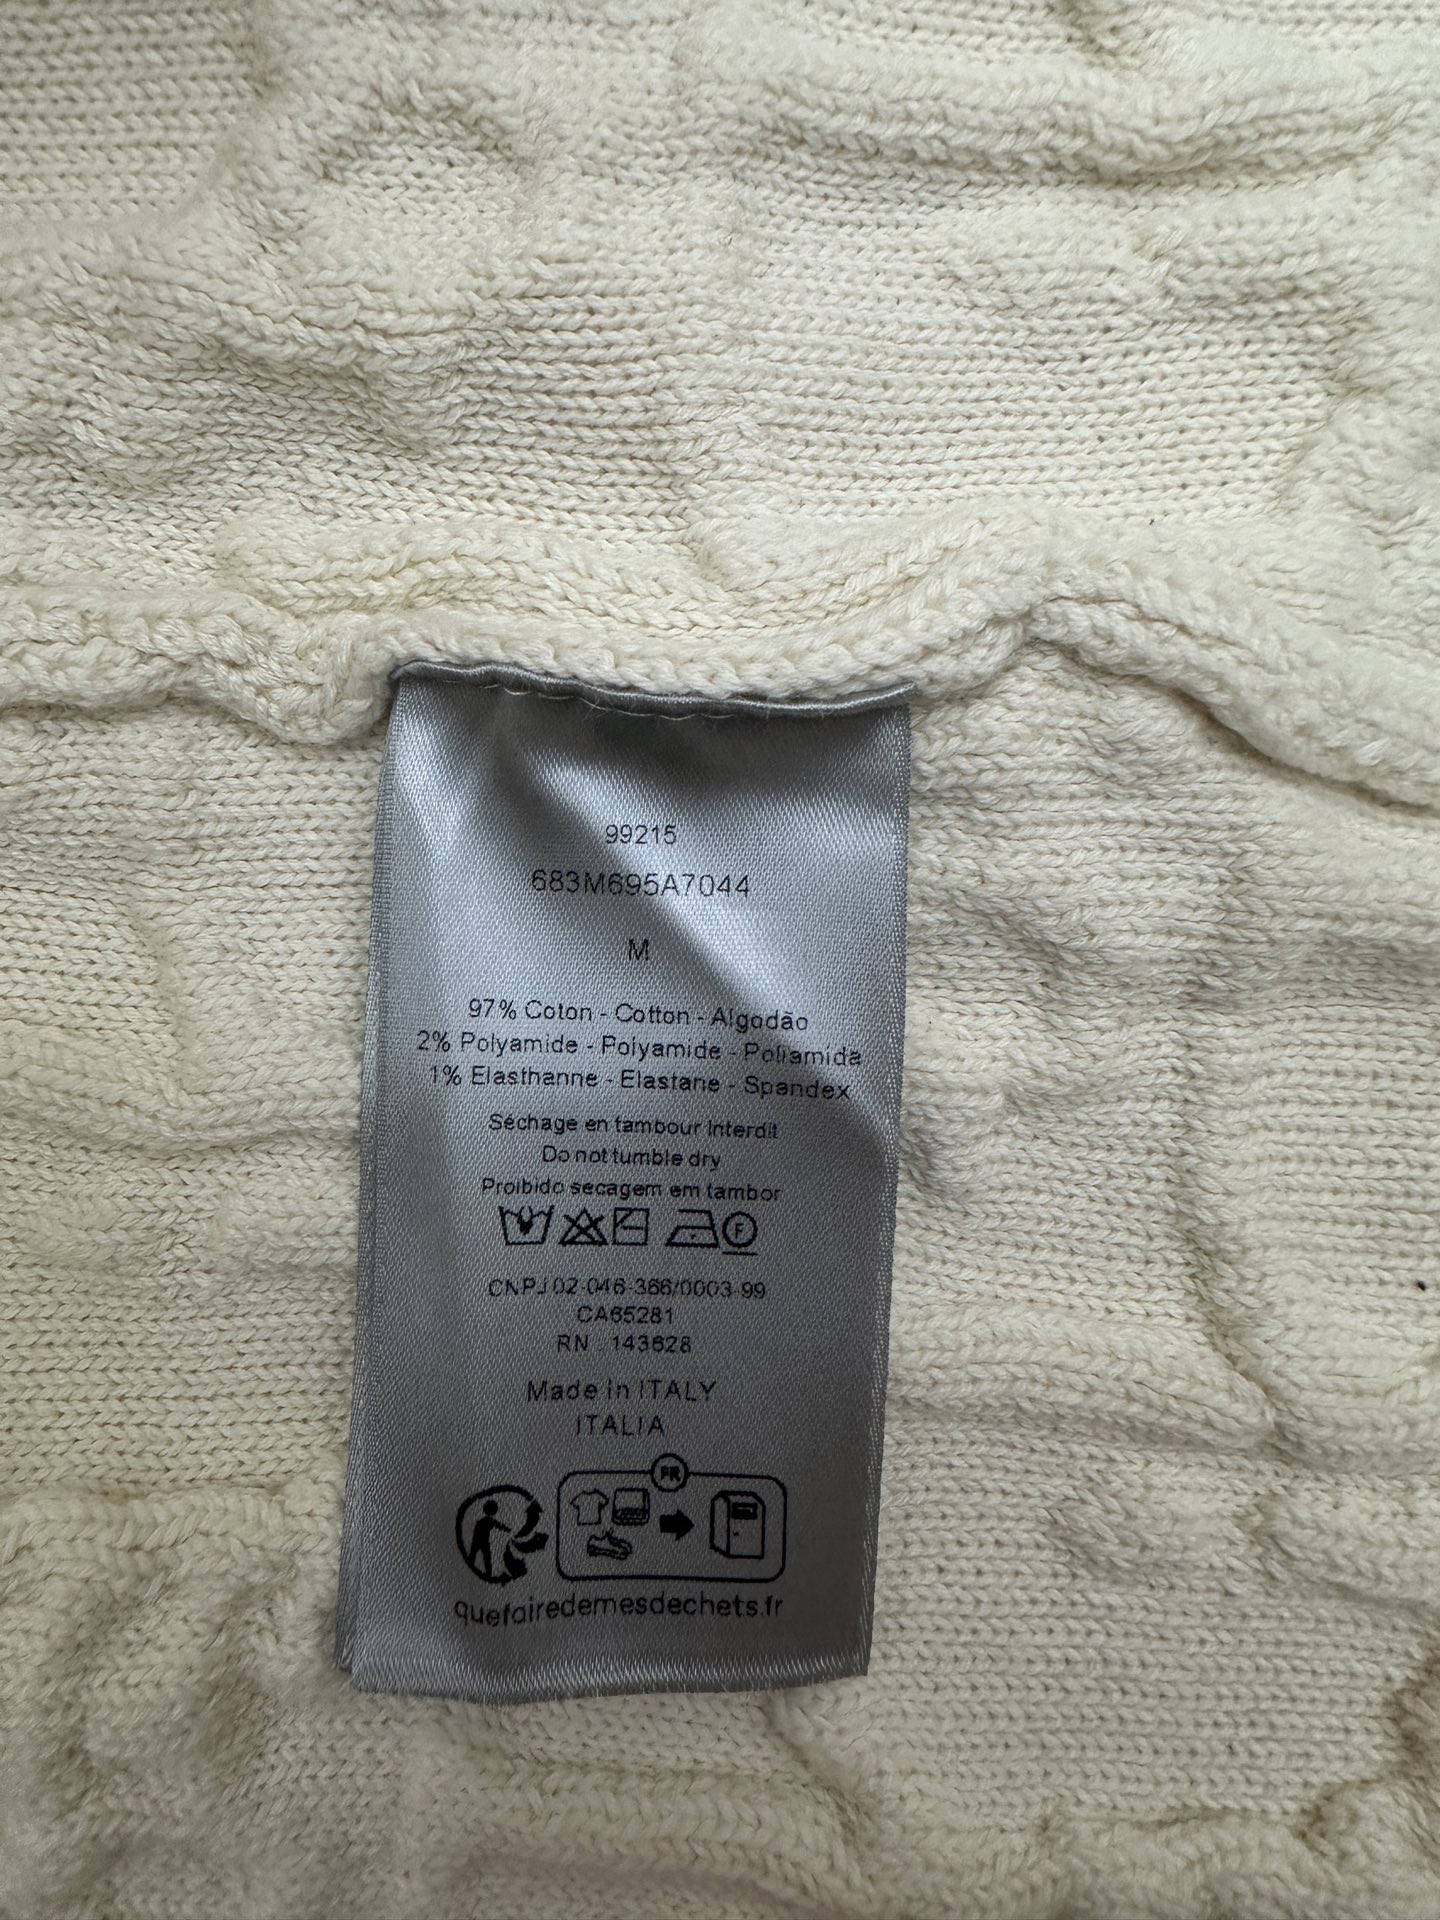 99215
683M695A7044
M
97% Coton - Cotton - Algodão
2% Polyamide - Polyamide - Poliamida
1% Elasthanne - Elastane - Spandex
Séchage en tambour Interdit
Do not tumble dry
Proibido secagem em tambor
F
CNPJ 02-046-366/0003-99
CA65281
RN : 143628
Made in ITALY
ITALIA
FR
quefairedemesdechets.fr